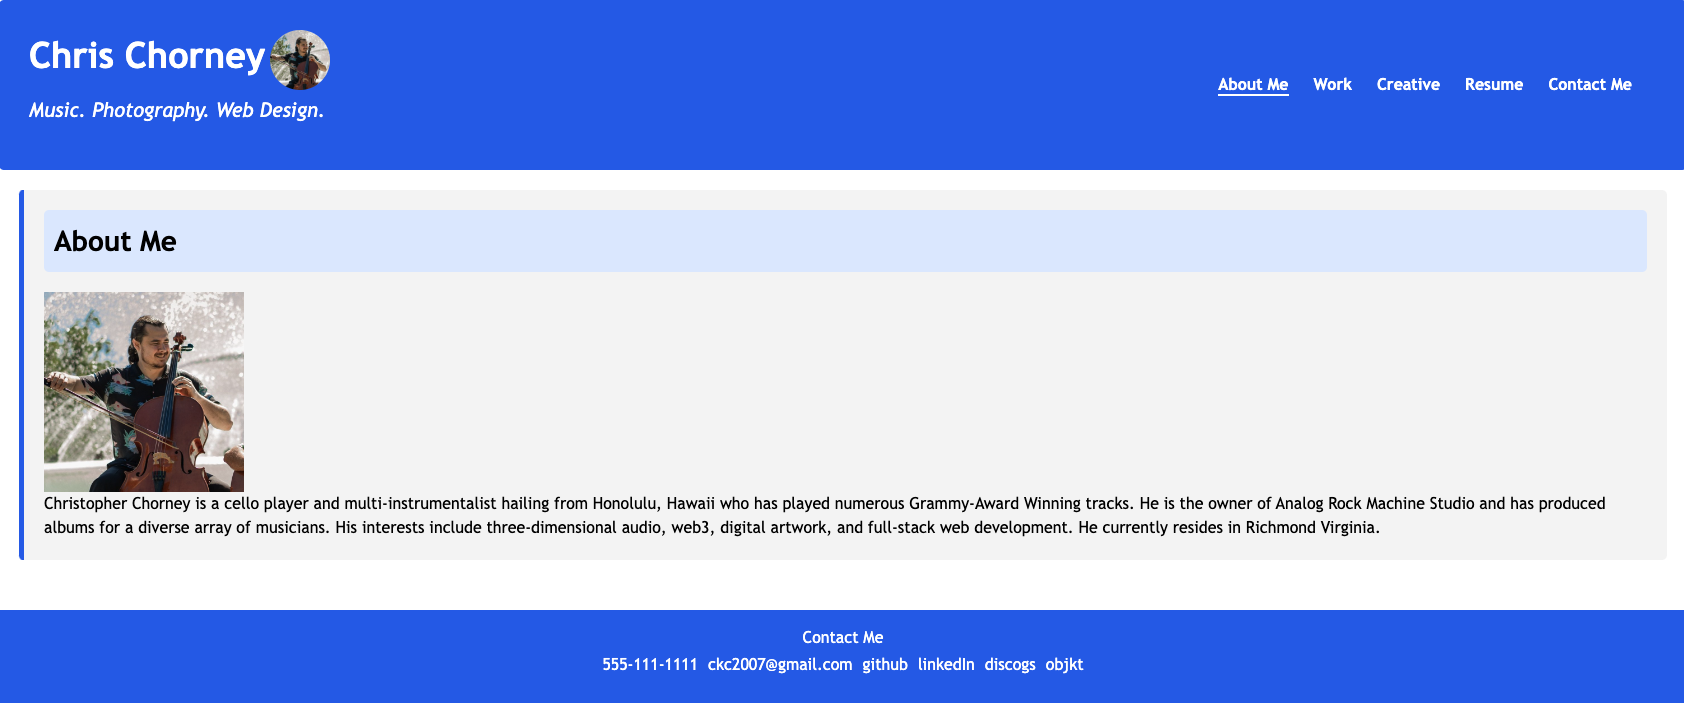 Chris Chorney
Music. Photography. Web Design.
About Me Work Creative Resume Contact Me
About Me
Christopher Chorney is a cello player and multi-instrumentalist hailing from Honolulu, Hawaii who has played numerous Grammy-Award Winning tracks. He is the owner of Analog Rock Machine Studio and has produced
albums for a diverse array of musicians. His interests include three-dimensional audio, web3, digital artwork, and full-stack web development. He currently resides in Richmond Virginia.
Contact Me
555-111-1111 ckc2007@gmail.com github linkedIn discogs objkt